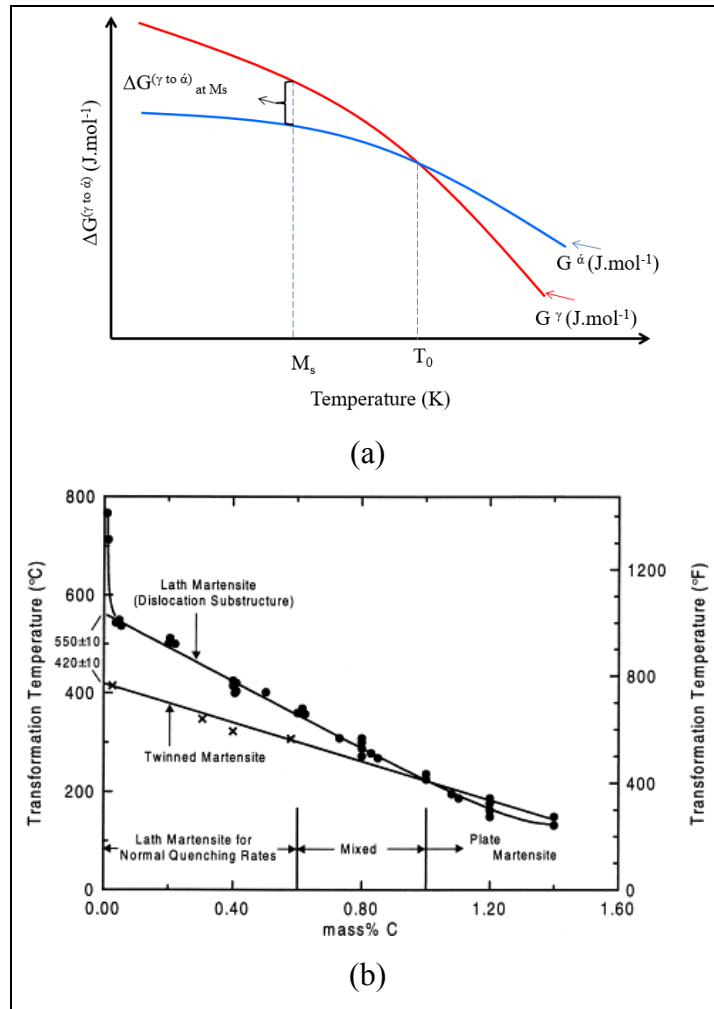 ΔG(γ to ά) at Ms
ΔG(γ to ά) (J.mol-1)
G ά (J.mol-1)
G γ (J.mol-1)
Ms
T0
Temperature (K)
(a)
800
600
550±10
420±10
400
200
0
Transformation Temperature (°C)
Lath Martensite
(Dislocation Substructure)
Twinned Martensite
Lath Martensite for
Normal Quenching Rates
Mixed
Plate
Martensite
1200
800
400
0
Transformation Temperature (°F)
0.00
0.40
0.80
1.20
1.60
mass% C
(b)